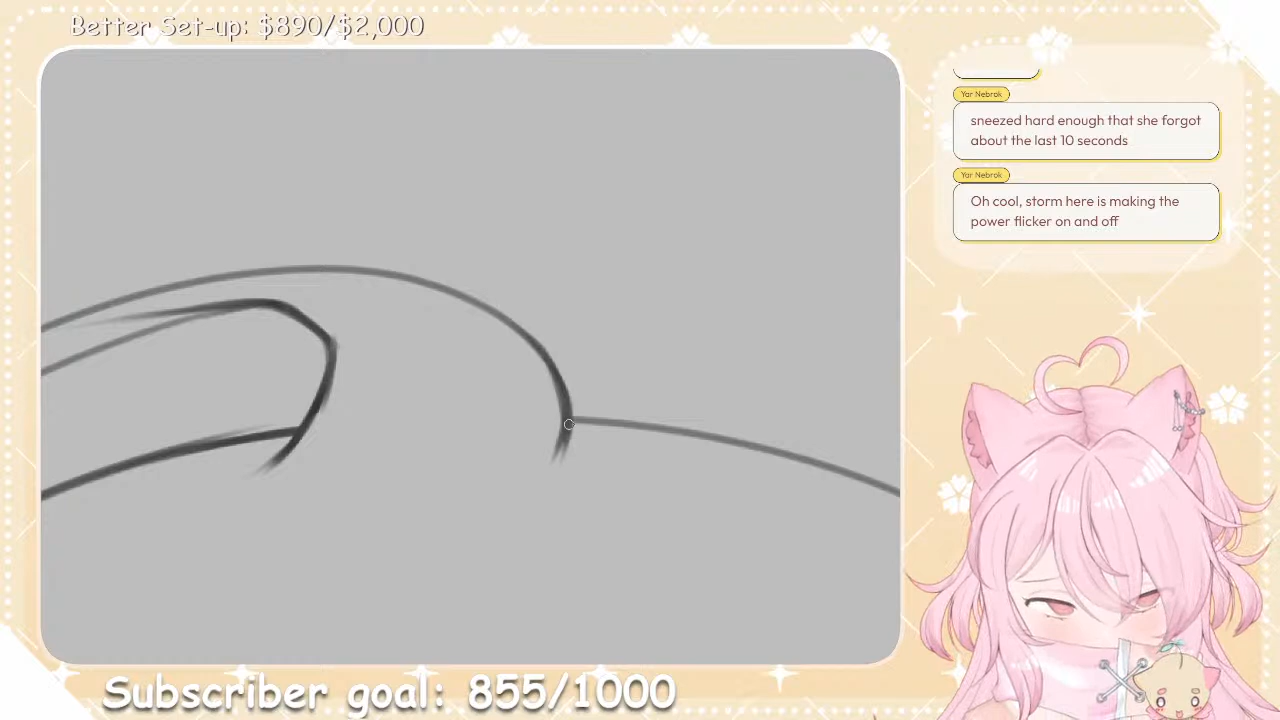 Better Set-up: $890/$2,000
Yar Nebrok
sneezed hard enough that she forgot
about the last 10 seconds
Yar Nebrok
Oh cool, storm here is making the
power flicker on and off
Subscriber goal: 855/1000